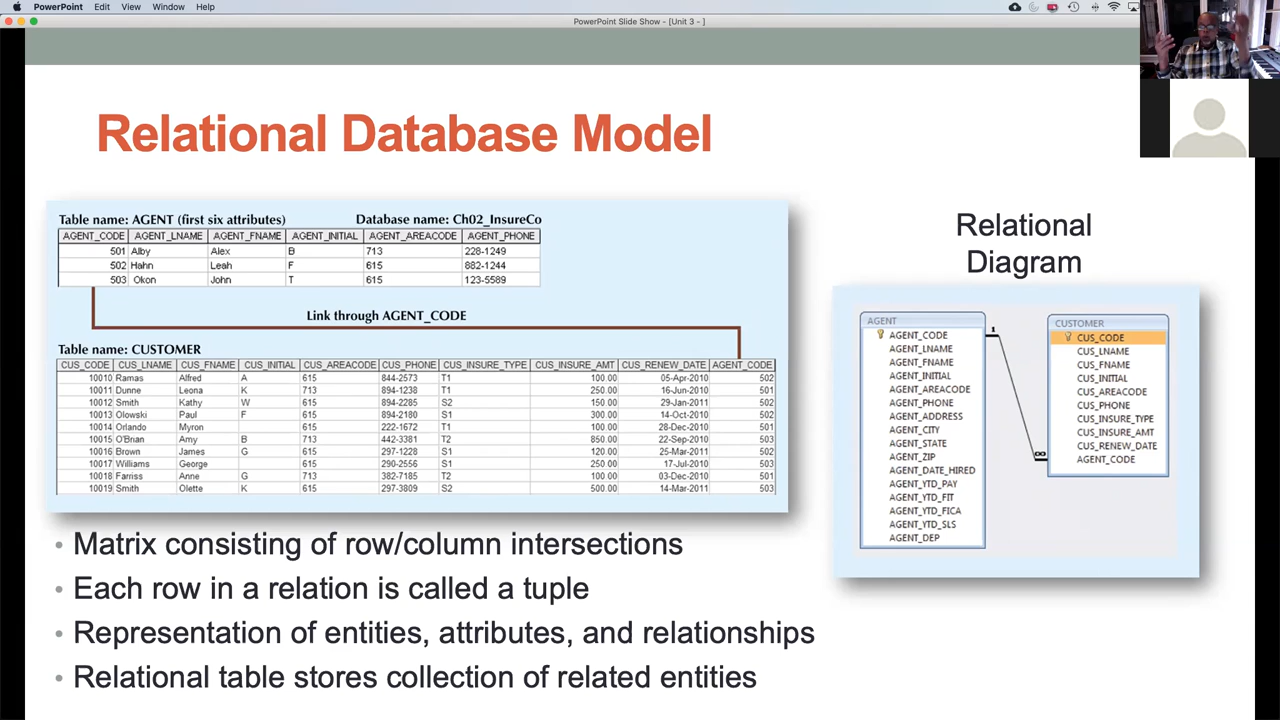 PowerPoint Edit View Window Help
PowerPoint Slide Show - [Unit 3 - ]
Relational Database Model
Table name: AGENT (first six attributes) Database name: Ch02_InsureCo
AGENT_CODE AGENT_LNAME AGENT_FNAME AGENT_INITIAL AGENT_AREACODE AGENT_PHONE
501 Alby Alex B 713 228-1249
502 Hahn Leah F 615 882-1244
503 Okon John T 615 123-5589
Link through AGENT_CODE
Table name: CUSTOMER
CUS_CODE CUS_LNAME CUS_FNAME CUS_INITIAL CUS_AREACODE CUS_PHONE CUS_INSURE_TYPE CUS_INSURE_AMT CUS_RENEW_DATE AGENT_CODE
10010 Ramas Alfred A 615 844-2573 T1 100.00 05-Apr-2010 502
10011 Dunne Leona K 713 894-1238 T1 250.00 16-Jun-2010 501
10012 Smith Kathy W 615 894-2285 S2 150.00 29-Jan-2011 502
10013 Olowski Paul F 615 894-2180 S1 300.00 14-Oct-2010 502
10014 Orlando Myron 615 222-1672 T1 100.00 28-Dec-2010 501
10015 O'Brian Amy B 713 442-3381 T2 850.00 22-Sep-2010 503
10016 Brown James G 615 297-1228 S1 120.00 25-Mar-2011 502
10017 Williams George 615 290-2556 S1 250.00 17-Jul-2010 503
10018 Farriss Anne G 713 382-7185 T2 100.00 03-Dec-2010 501
10019 Smith Olette K 615 297-3809 S2 500.00 14-Mar-2011 503
Relational
Diagram
AGENT
AGENT_CODE
AGENT_LNAME
AGENT_FNAME
AGENT_INITIAL
AGENT_AREACODE
AGENT_PHONE
AGENT_ADDRESS
AGENT_CITY
AGENT_STATE
AGENT_ZIP
AGENT_DATE_HIRED
AGENT_YTD_PAY
AGENT_YTD_FIT
AGENT_YTD_FICA
AGENT_YTD_SLS
AGENT_DEP
1
∞
CUSTOMER
CUS_CODE
CUS_LNAME
CUS_FNAME
CUS_INITIAL
CUS_AREACODE
CUS_PHONE
CUS_INSURE_TYPE
CUS_INSURE_AMT
CUS_RENEW_DATE
AGENT_CODE
• Matrix consisting of row/column intersections
• Each row in a relation is called a tuple
• Representation of entities, attributes, and relationships
• Relational table stores collection of related entities